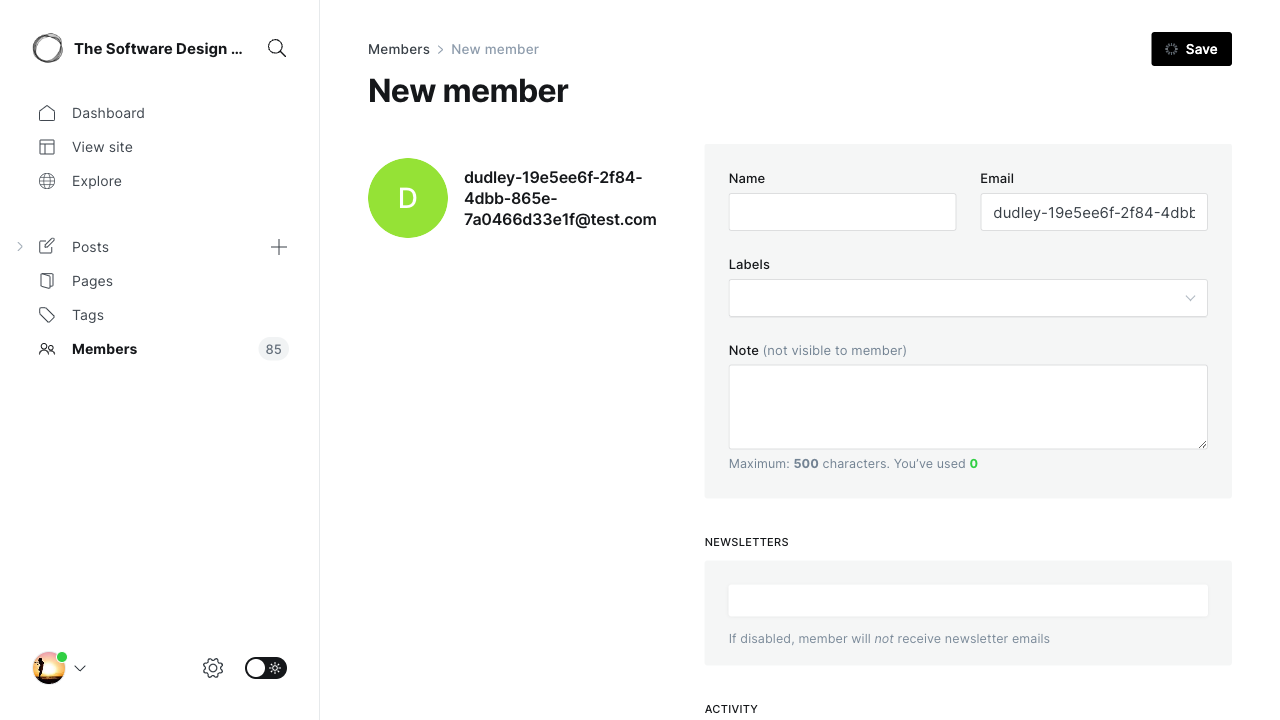 The Software Design ...
Dashboard
View site
Explore
Posts
Pages
Tags
Members
85
Members
New member
Save
New member
D
dudley-19e5ee6f-2f84-
4dbb-865e-
7a0466d33e1f@test.com
Name
Email
dudley-19e5ee6f-2f84-4dbb
Labels
Note (not visible to member)
Maximum: 500 characters. You've used 0
NEWSLETTERS
If disabled, member will not receive newsletter emails
ACTIVITY